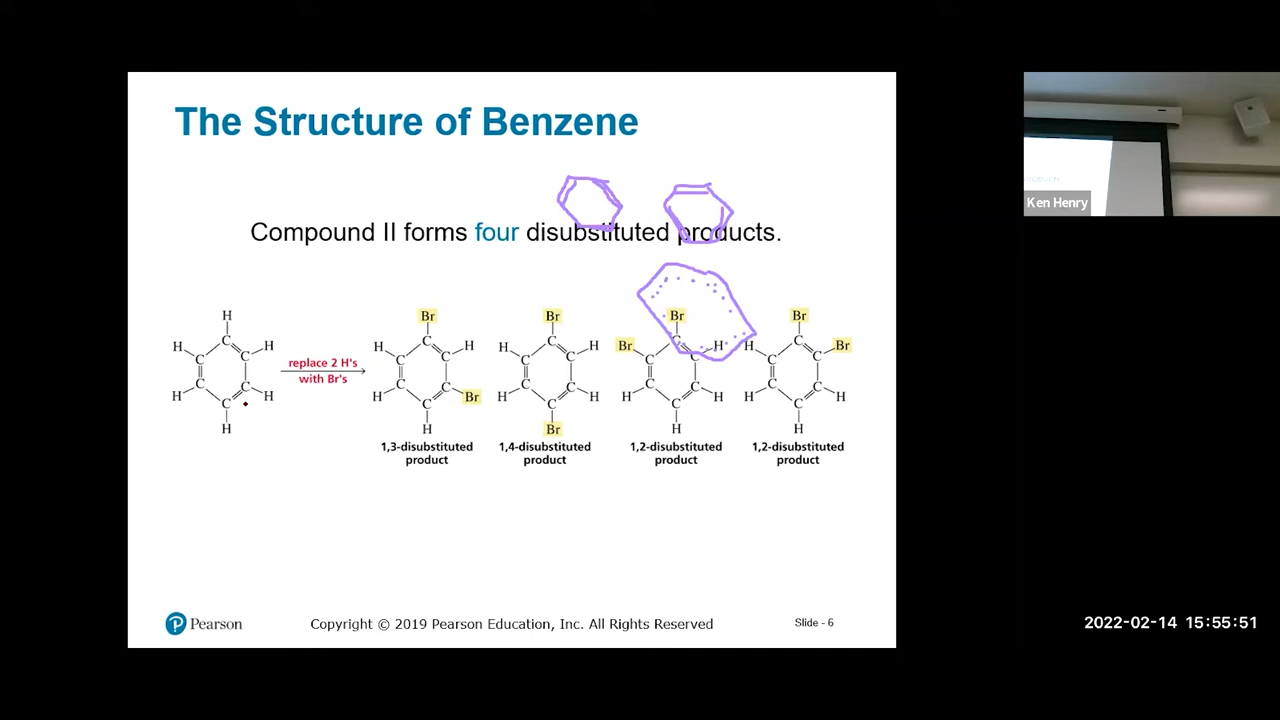 The Structure of Benzene
Compound II forms four disubstituted products.
Ken Henry
H
H
H
C
C
C
C
C
C
H
H
H
replace 2 H's
with Br's
Br
H
H
C
C
C
C
C
C
H
Br
H
1,3-disubstituted
product
Br
H
H
C
C
C
C
C
C
H
H
Br
1,4-disubstituted
product
Br
Br
H
C
C
C
C
C
C
H
H
H
1,2-disubstituted
product
Br
H
Br
C
C
C
C
C
C
H
H
H
1,2-disubstituted
product
P Pearson
Copyright © 2019 Pearson Education, Inc. All Rights Reserved
Slide - 6
2022-02-14 15:55:51